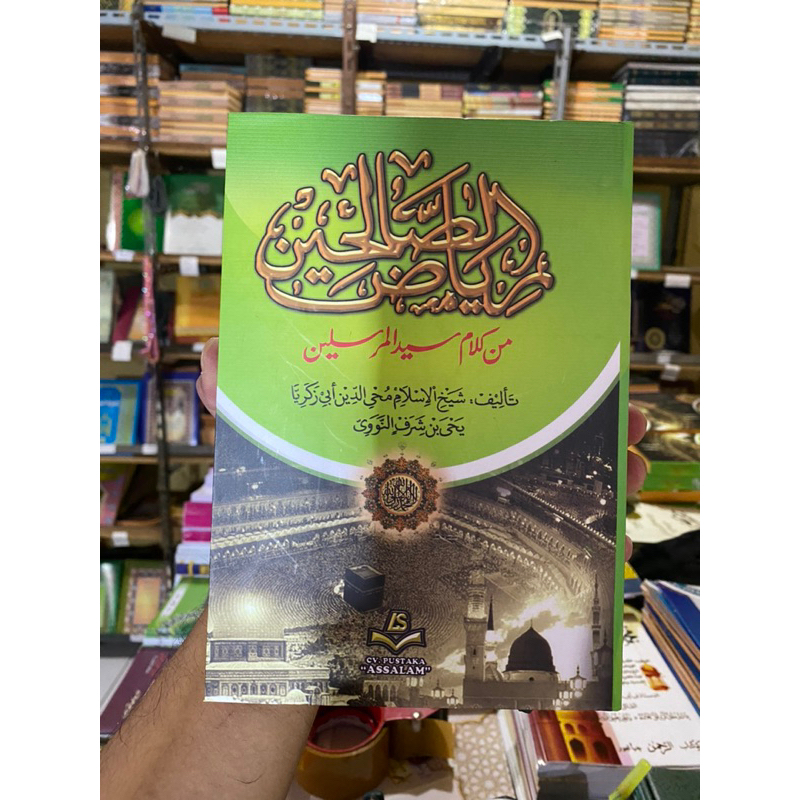 رياض الصالحين
من كلام سيد المرسلين
تأليف: شيخ الإسلام محي الدين أبي زكريا
يحيى بن شرف النووي
LS
CV. PUSTAKA
"ASSALAM"